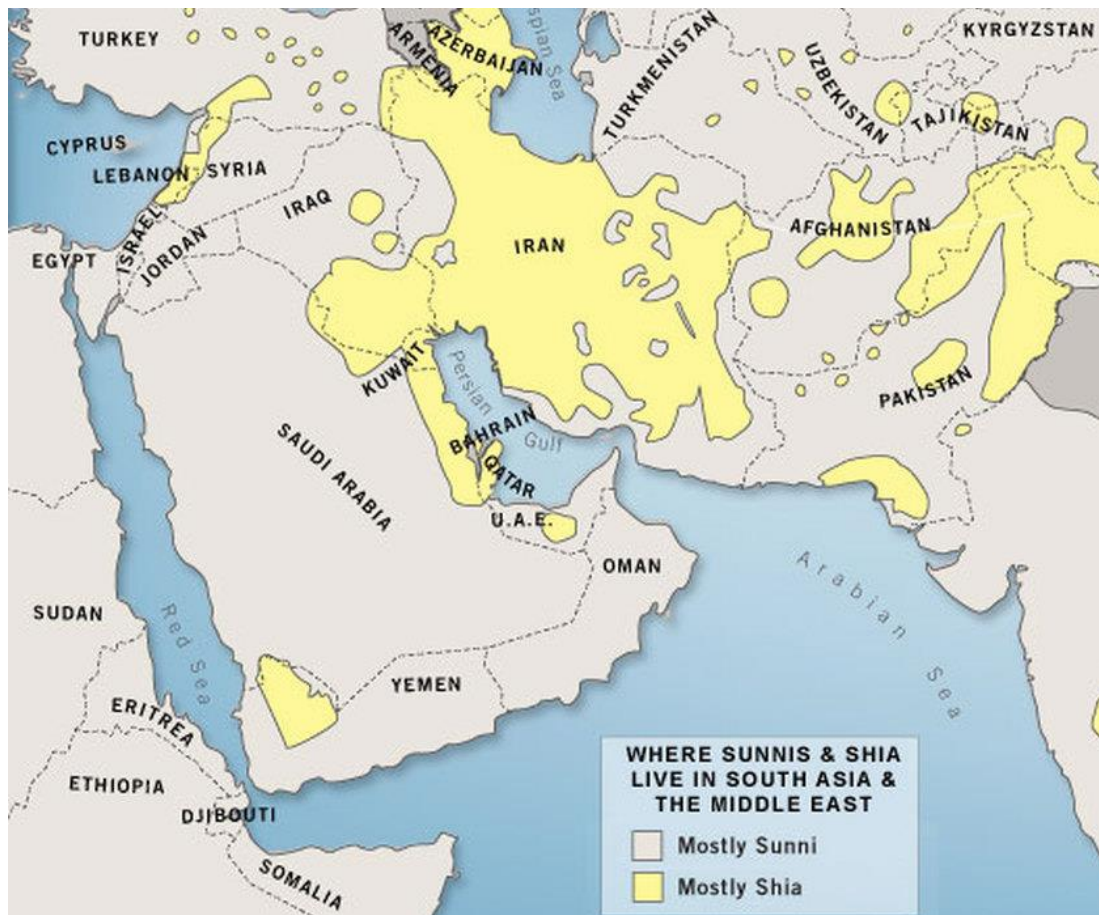 TURKEY
ARMENIA
AZERBAIJAN
spian Sea
TURKMENISTAN
UZBEKISTAN
KYRGYZSTAN
TAJIKISTAN
CYPRUS
LEBANON
SYRIA
IRAQ
IRAN
AFGHANISTAN
ISRAEL
JORDAN
EGYPT
KUWAIT
Persian
Gulf
BAHRAIN
QATAR
PAKISTAN
SAUDI ARABIA
U.A.E.
OMAN
Arabian Sea
SUDAN
Red Sea
YEMEN
ERITREA
ETHIOPIA
DJIBOUTI
SOMALIA
WHERE SUNNIS & SHIA
LIVE IN SOUTH ASIA &
THE MIDDLE EAST
Mostly Sunni
Mostly Shia